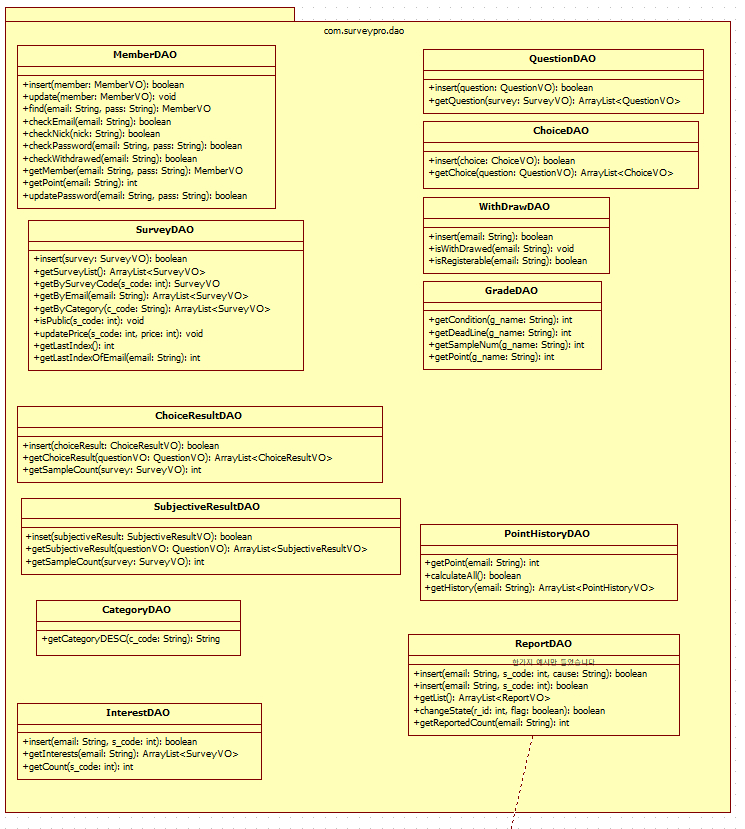 com.surveypro.dao
MemberDAO
+insert(member: MemberVO): boolean
+update(member: MemberVO): void
+find(email: String, pass: String): MemberVO
+checkEmail(email: String): boolean
+checkNick(nick: String): boolean
+checkPassword(email: String, pass: String): boolean
+checkWithdrawed(email: String): boolean
+getMember(email: String, pass: String): MemberVO
+getPoint(email: String): int
+updatePassword(email: String, pass: String): boolean
QuestionDAO
+insert(question: QuestionVO): boolean
+getQuestion(survey: SurveyVO): ArrayList<QuestionVO>
ChoiceDAO
+insert(choice: ChoiceVO): boolean
+getChoice(question: QuestionVO): ArrayList<ChoiceVO>
WithDrawDAO
+insert(email: String): boolean
+isWithDrawed(email: String): void
+isRegisterable(email: String): boolean
SurveyDAO
+insert(survey: SurveyVO): boolean
+getSurveyList(): ArrayList<SurveyVO>
+getBySurveyCode(s_code: int): SurveyVO
+getByEmail(email: String): ArrayList<SurveyVO>
+getByCategory(c_code: String): ArrayList<SurveyVO>
+isPublic(s_code: int): void
+updatePrice(s_code: int, price: int): void
+getLastIndex(): int
+getLastIndexOfEmail(email: String): int
GradeDAO
+getCondition(g_name: String): int
+getDeadLine(g_name: String): int
+getSampleNum(g_name: String): int
+getPoint(g_name: String): int
ChoiceResultDAO
+insert(choiceResult: ChoiceResultVO): boolean
+getChoiceResult(questionVO: QuestionVO): ArrayList<ChoiceResultVO>
+getSampleCount(survey: SurveyVO): int
SubjectiveResultDAO
+inset(subjectiveResult: SubjectiveResultVO): boolean
+getSubjectiveResult(questionVO: QuestionVO): ArrayList<SubjectiveResultVO>
+getSampleCount(survey: SurveyVO): int
PointHistoryDAO
+getPoint(email: String): int
+calculateAll(): boolean
+getHistory(email: String): ArrayList<PointHistoryVO>
CategoryDAO
+getCategoryDESC(c_code: String): String
ReportDAO
한가지 예시만 들었습니다
+insert(email: String, s_code: int, cause: String): boolean
+insert(email: String, s_code: int): boolean
+getList(): ArrayList<ReportVO>
+changeState(r_id: int, flag: boolean): boolean
+getReportedCount(email: String): int
InterestDAO
+insert(email: String, s_code: int): boolean
+getInterests(email: String): ArrayList<SurveyVO>
+getCount(s_code: int): int